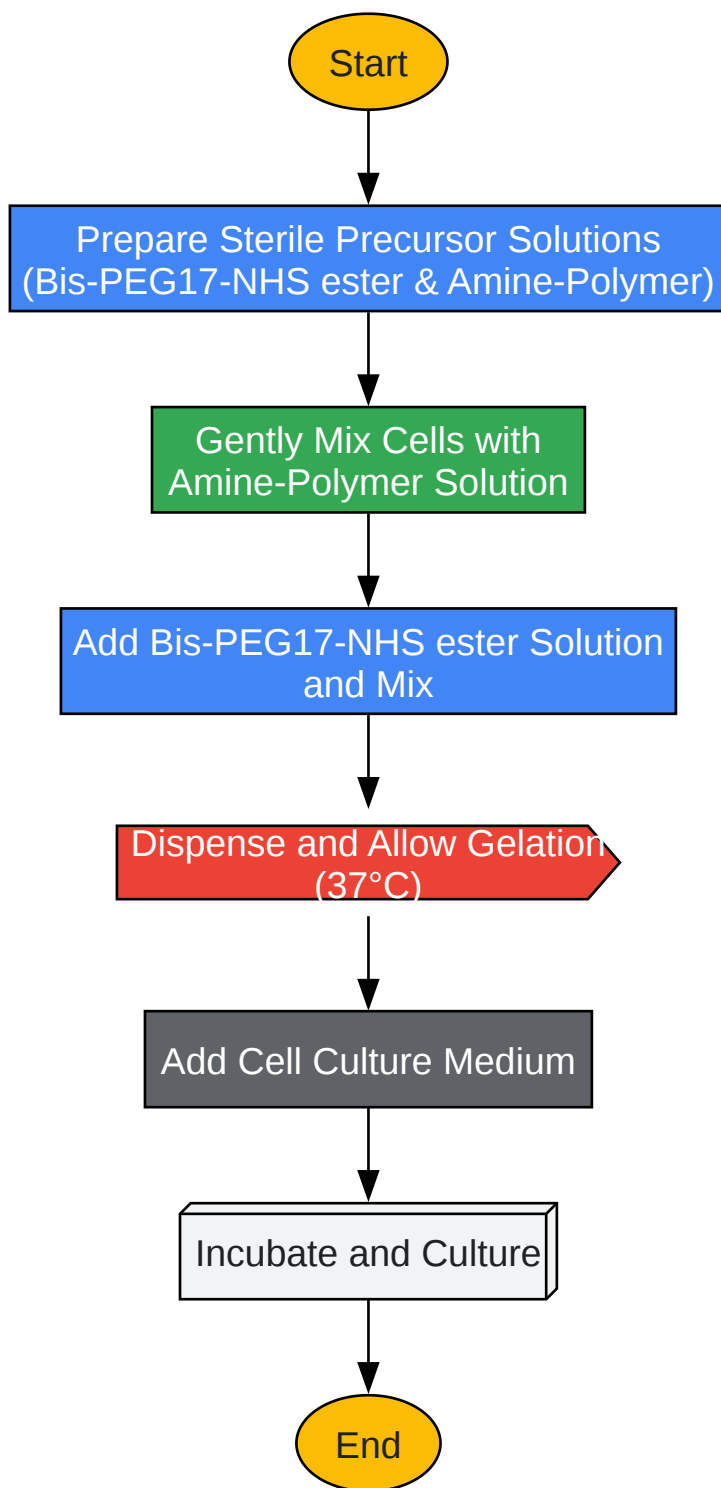 Start
Prepare Sterile Precursor Solutions
(Bis-PEG17-NHS ester & Amine-Polymer)
Gently Mix Cells with
Amine-Polymer Solution
Add Bis-PEG17-NHS ester Solution
and Mix
Dispense and Allow Gelation
(37°C)
Add Cell Culture Medium
Incubate and Culture
End